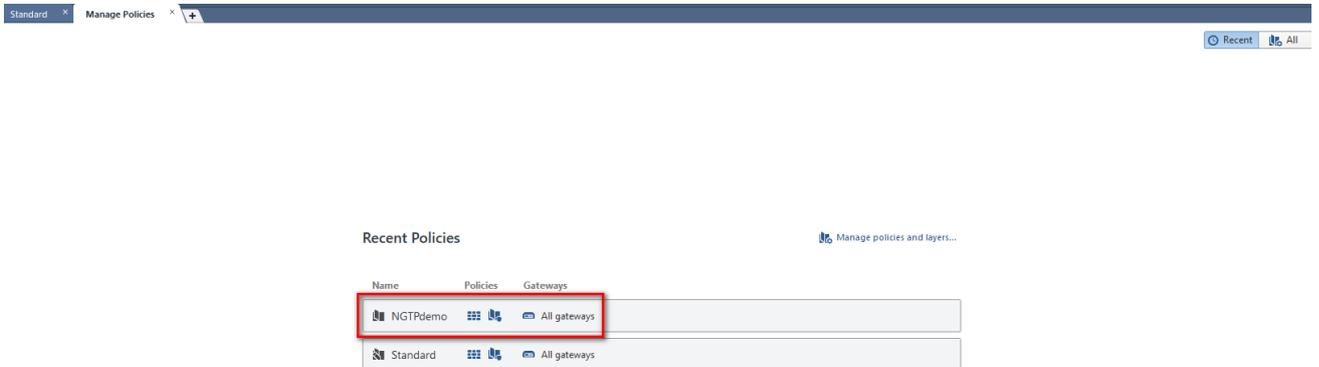 Standard × Manage Policies × +
Recent All
Recent Policies Manage policies and layers...
Name Policies Gateways
NGTPdemo All gateways
Standard All gateways